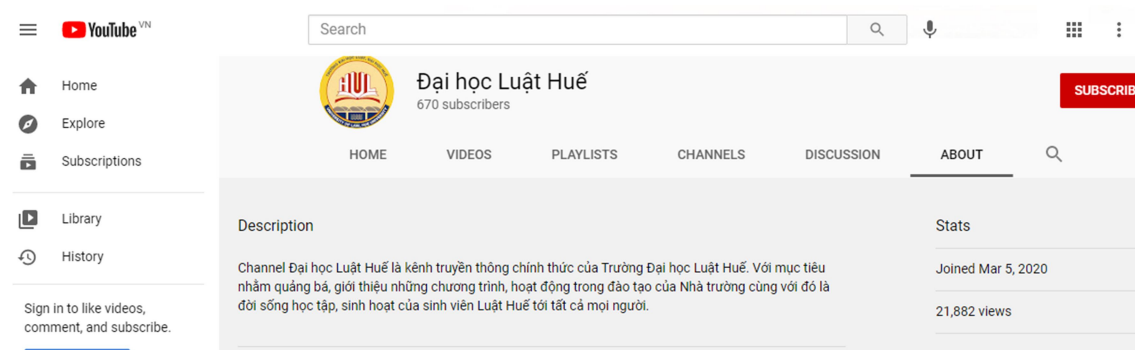 YouTube VN
Search
Home
Explore
Subscriptions
Library
History
Sign in to like videos,
comment, and subscribe.
HUL
Đại học Luật Huế
670 subscribers
SUBSCRIB
HOME VIDEOS PLAYLISTS CHANNELS DISCUSSION ABOUT
Description
Channel Đại học Luật Huế là kênh truyền thông chính thức của Trường Đại học Luật Huế. Với mục tiêu
nhằm quảng bá, giới thiệu những chương trình, hoạt động trong đào tạo của Nhà trường cùng với đó là
đời sống học tập, sinh hoạt của sinh viên Luật Huế tới tất cả mọi người.
Stats
Joined Mar 5, 2020
21,882 views